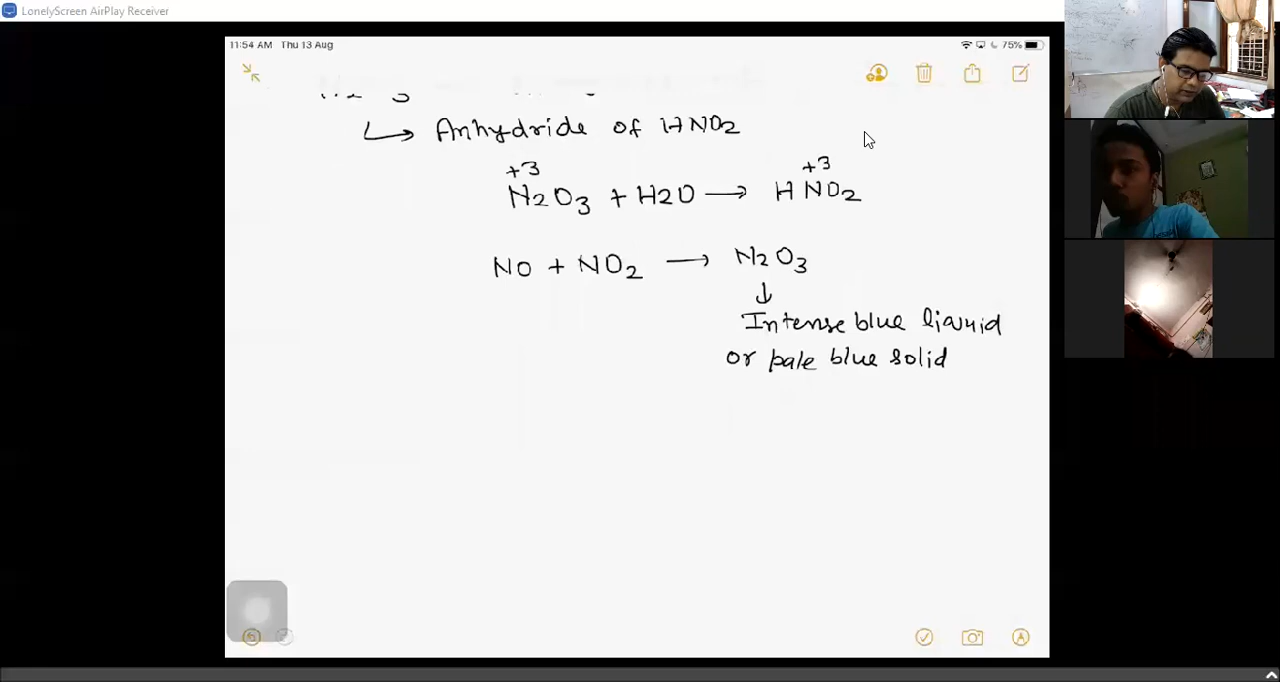 LonelyScreen AirPlay Receiver
11:54 AM Thu 13 Aug
75%
Anhydride of HNO2
+3 +3
N2O3 + H2O → HNO2
NO + NO2 → N2O3
↓
Intense blue liquid
or pale blue solid